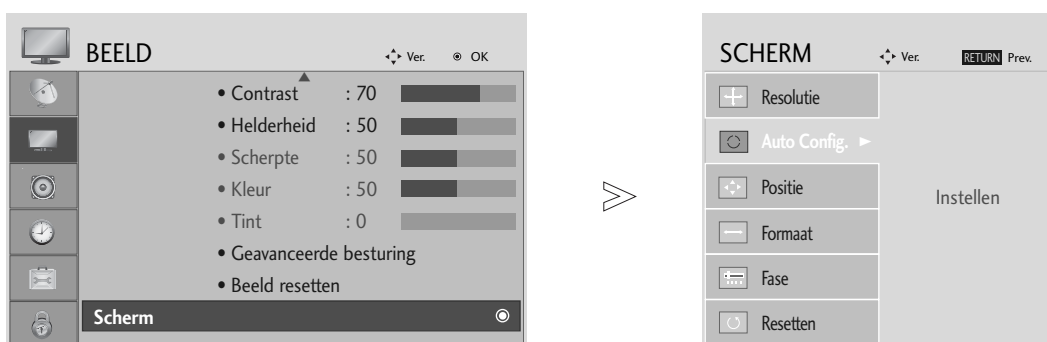 BEELD Ver. OK
• Contrast : 70
• Helderheid : 50
• Scherpte : 50
• Kleur : 50
• Tint : 0
• Geavanceerde besturing
• Beeld resetten
Scherm
SCHERM Ver. RETURN Prev.
Resolutie
Auto Config.
Positie
Formaat
Fase
Resetten
Instellen